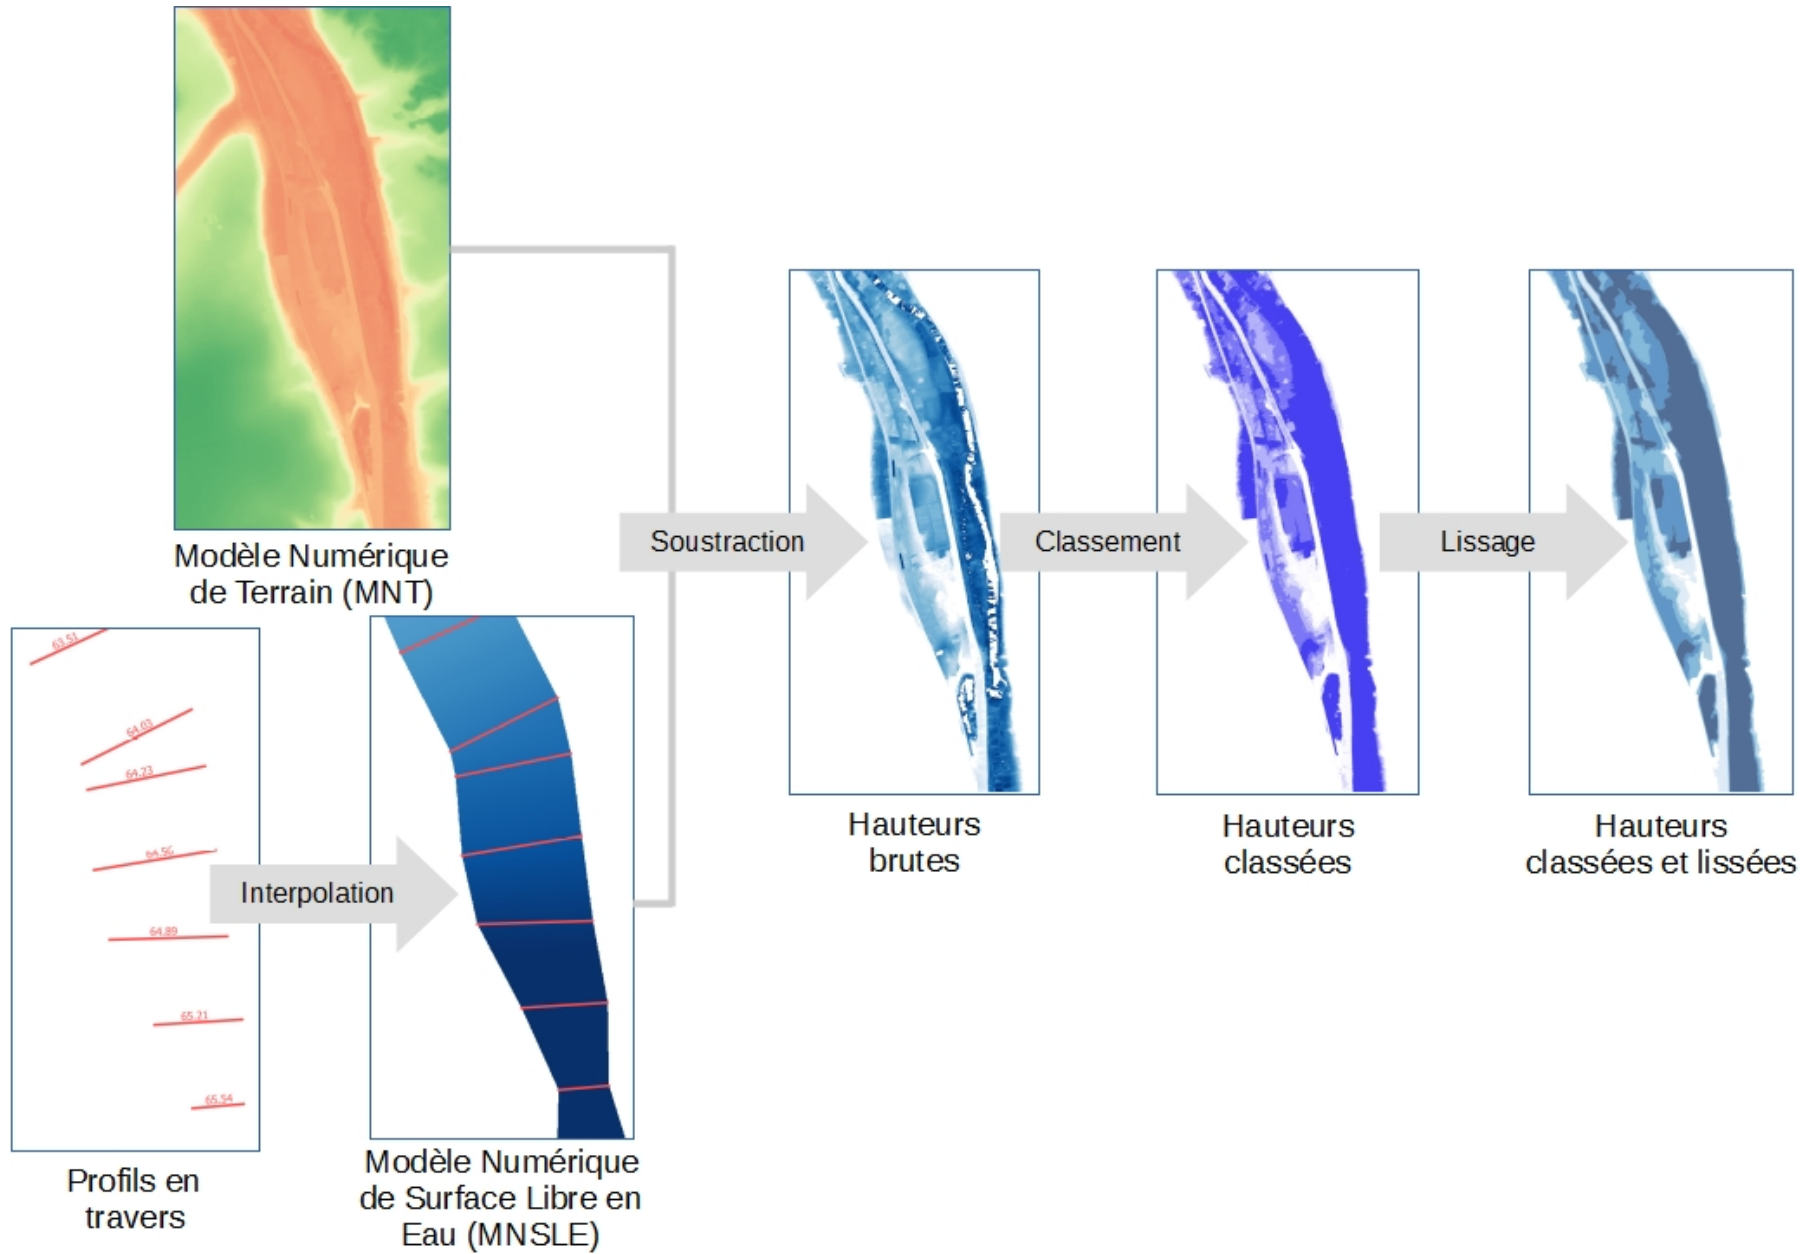 Modèle Numérique
de Terrain (MNT)
63.51
64.03
64.23
64.56
64.89
65.21
65.54
Profils en
travers
Interpolation
Modèle Numérique
de Surface Libre en
Eau (MNSLE)
Soustraction
Hauteurs
brutes
Classement
Hauteurs
classées
Lissage
Hauteurs
classées et lissées